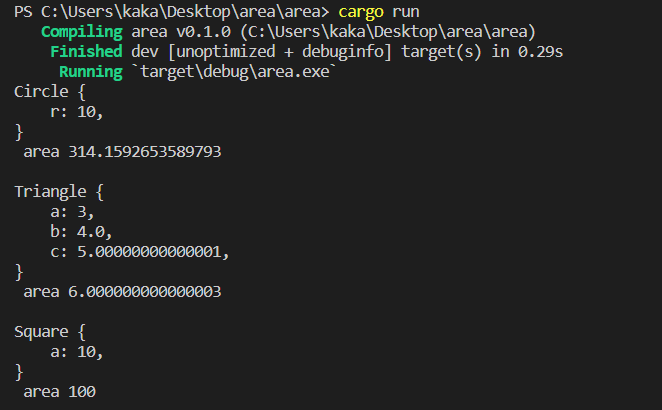 PS C:\Users\kaka\Desktop\area\area> cargo run
   Compiling area v0.1.0 (C:\Users\kaka\Desktop\area\area)
    Finished dev [unoptimized + debuginfo] target(s) in 0.29s
     Running `target\debug\area.exe`
Circle {
    r: 10,
}
 area 314.1592653589793

Triangle {
    a: 3,
    b: 4.0,
    c: 5.00000000000001,
}
 area 6.000000000000003

Square {
    a: 10,
}
 area 100